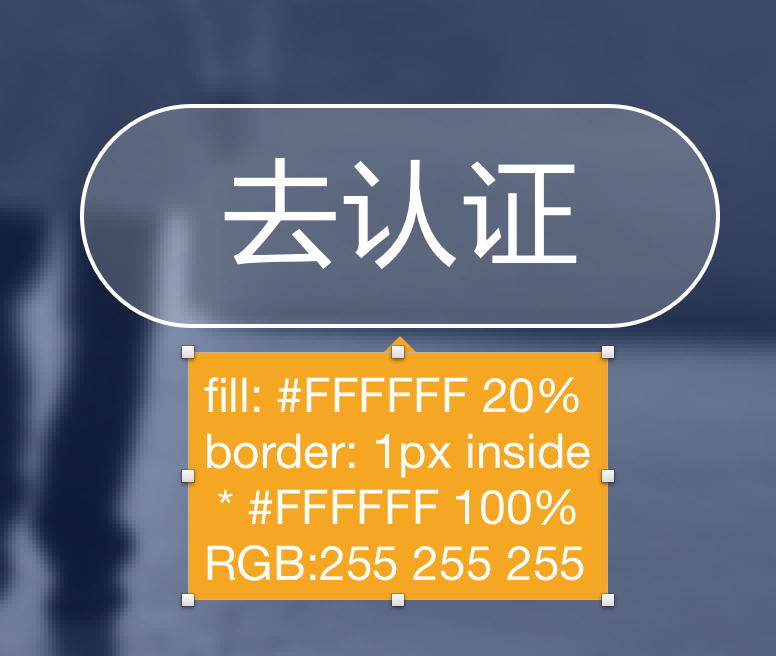 去认证
fill: #FFFFFF 20%
border: 1px inside
* #FFFFFF 100%
RGB:255 255 255